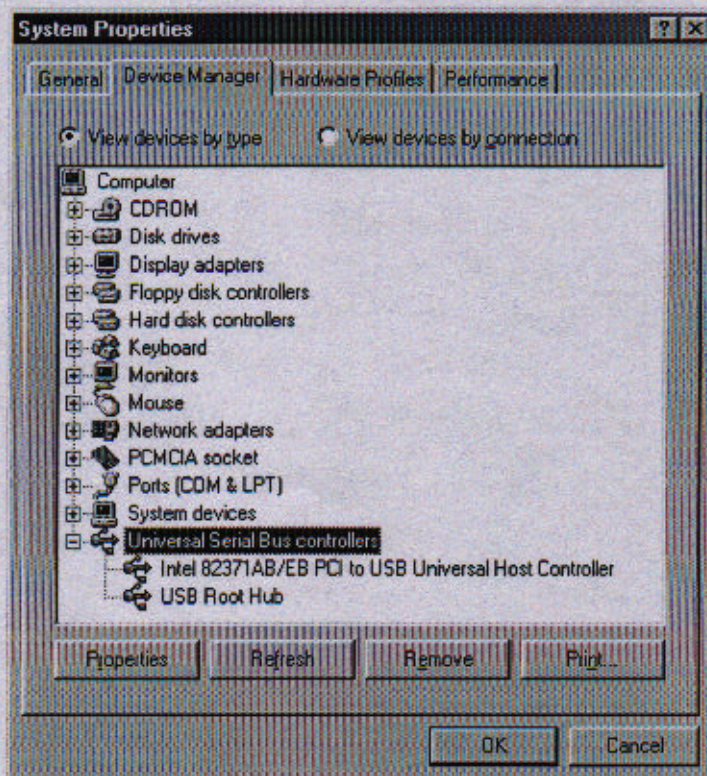 System Properties
General Device Manager Hardware Profiles Performance
View devices by type View devices by connection
Computer
CDROM
Disk drives
Display adapters
Floppy disk controllers
Hard disk controllers
Keyboard
Monitors
Mouse
Network adapters
PCMCIA socket
Ports (COM & LPT)
System devices
Universal Serial Bus controllers
Intel 82371AB/EB PCI to USB Universal Host Controller
USB Root Hub
Properties Refresh Remove Print...
OK Cancel